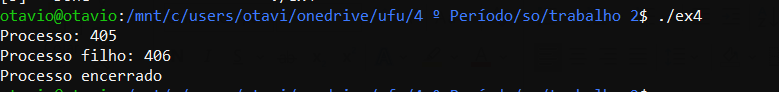 otavio@otavio:/mnt/c/users/otavi/onedrive/ufu/4 º Período/so/trabalho 2$ ./ex4
Processo: 405
Processo filho: 406
Processo encerrado